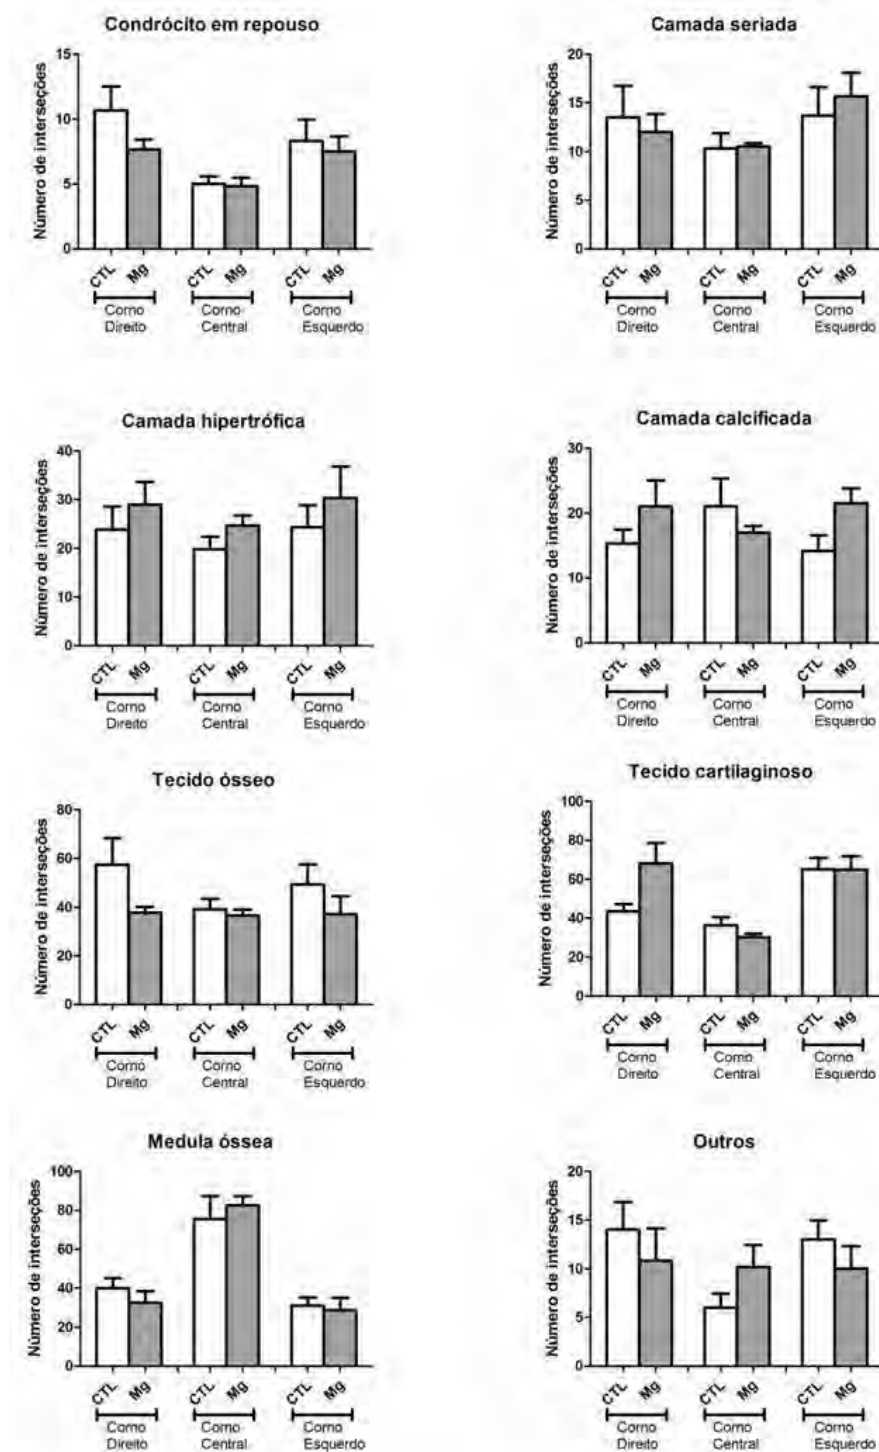 Condrócito em repouso
Número de interseções
15
10
5
0
CTL
Mg
CTL
Mg
CTL
Mg
Corno
Direito
Corno
Central
Corno
Esquerdo
Camada seriada
Número de interseções
20
15
10
5
0
CTL
Mg
CTL
Mg
CTL
Mg
Corno
Direito
Corno
Central
Corno
Esquerdo
Camada hipertrófica
Número de interseções
40
30
20
10
0
CTL
Mg
CTL
Mg
CTL
Mg
Corno
Direito
Corno
Central
Corno
Esquerdo
Camada calcificada
Número de interseções
30
20
10
0
CTL
Mg
CTL
Mg
CTL
Mg
Corno
Direito
Corno
Central
Corno
Esquerdo
Tecido ósseo
Número de interseções
80
60
40
20
0
CTL
Mg
CTL
Mg
CTL
Mg
Corno
Direito
Corno
Central
Corno
Esquerdo
Tecido cartilaginoso
Número de interseções
100
80
60
40
20
0
CTL
Mg
CTL
Mg
CTL
Mg
Corno
Direito
Corno
Central
Corno
Esquerdo
Medula óssea
Número de interseções
100
80
60
40
20
0
CTL
Mg
CTL
Mg
CTL
Mg
Corno
Direito
Corno
Central
Corno
Esquerdo
Outros
Número de interseções
20
15
10
5
0
CTL
Mg
CTL
Mg
CTL
Mg
Corno
Direito
Corno
Central
Corno
Esquerdo